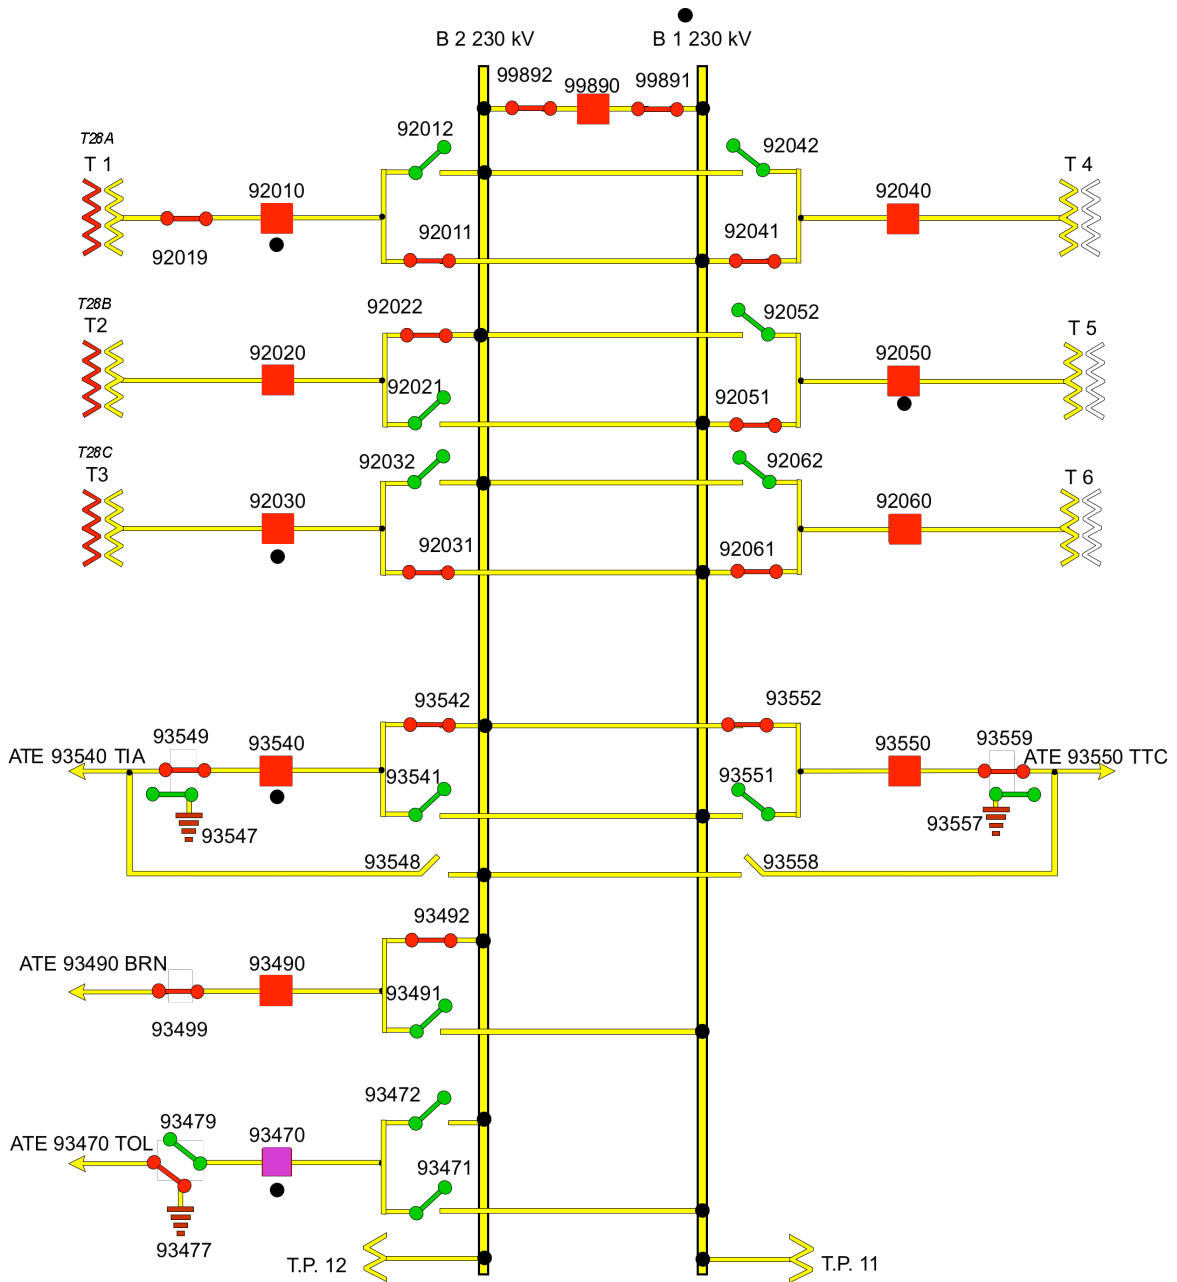 B 2 230 kV
B 1 230 kV
99892
99890
99891
92012
92042
T28A
T 1
T 4
92010
92040
92011
92041
92019
T28B
T2
92022
92052
T 5
92020
92050
92021
92051
T28C
T3
92032
92062
T 6
92030
92060
92031
92061
93542
93552
93549
93540
93550
93559
ATE 93540 TIA
ATE 93550 TTC
93541
93551
93547
93557
93548
93558
93492
ATE 93490 BRN
93490
93491
93499
93472
93479
93470
ATE 93470 TOL
93471
93477
T.P. 12
T.P. 11